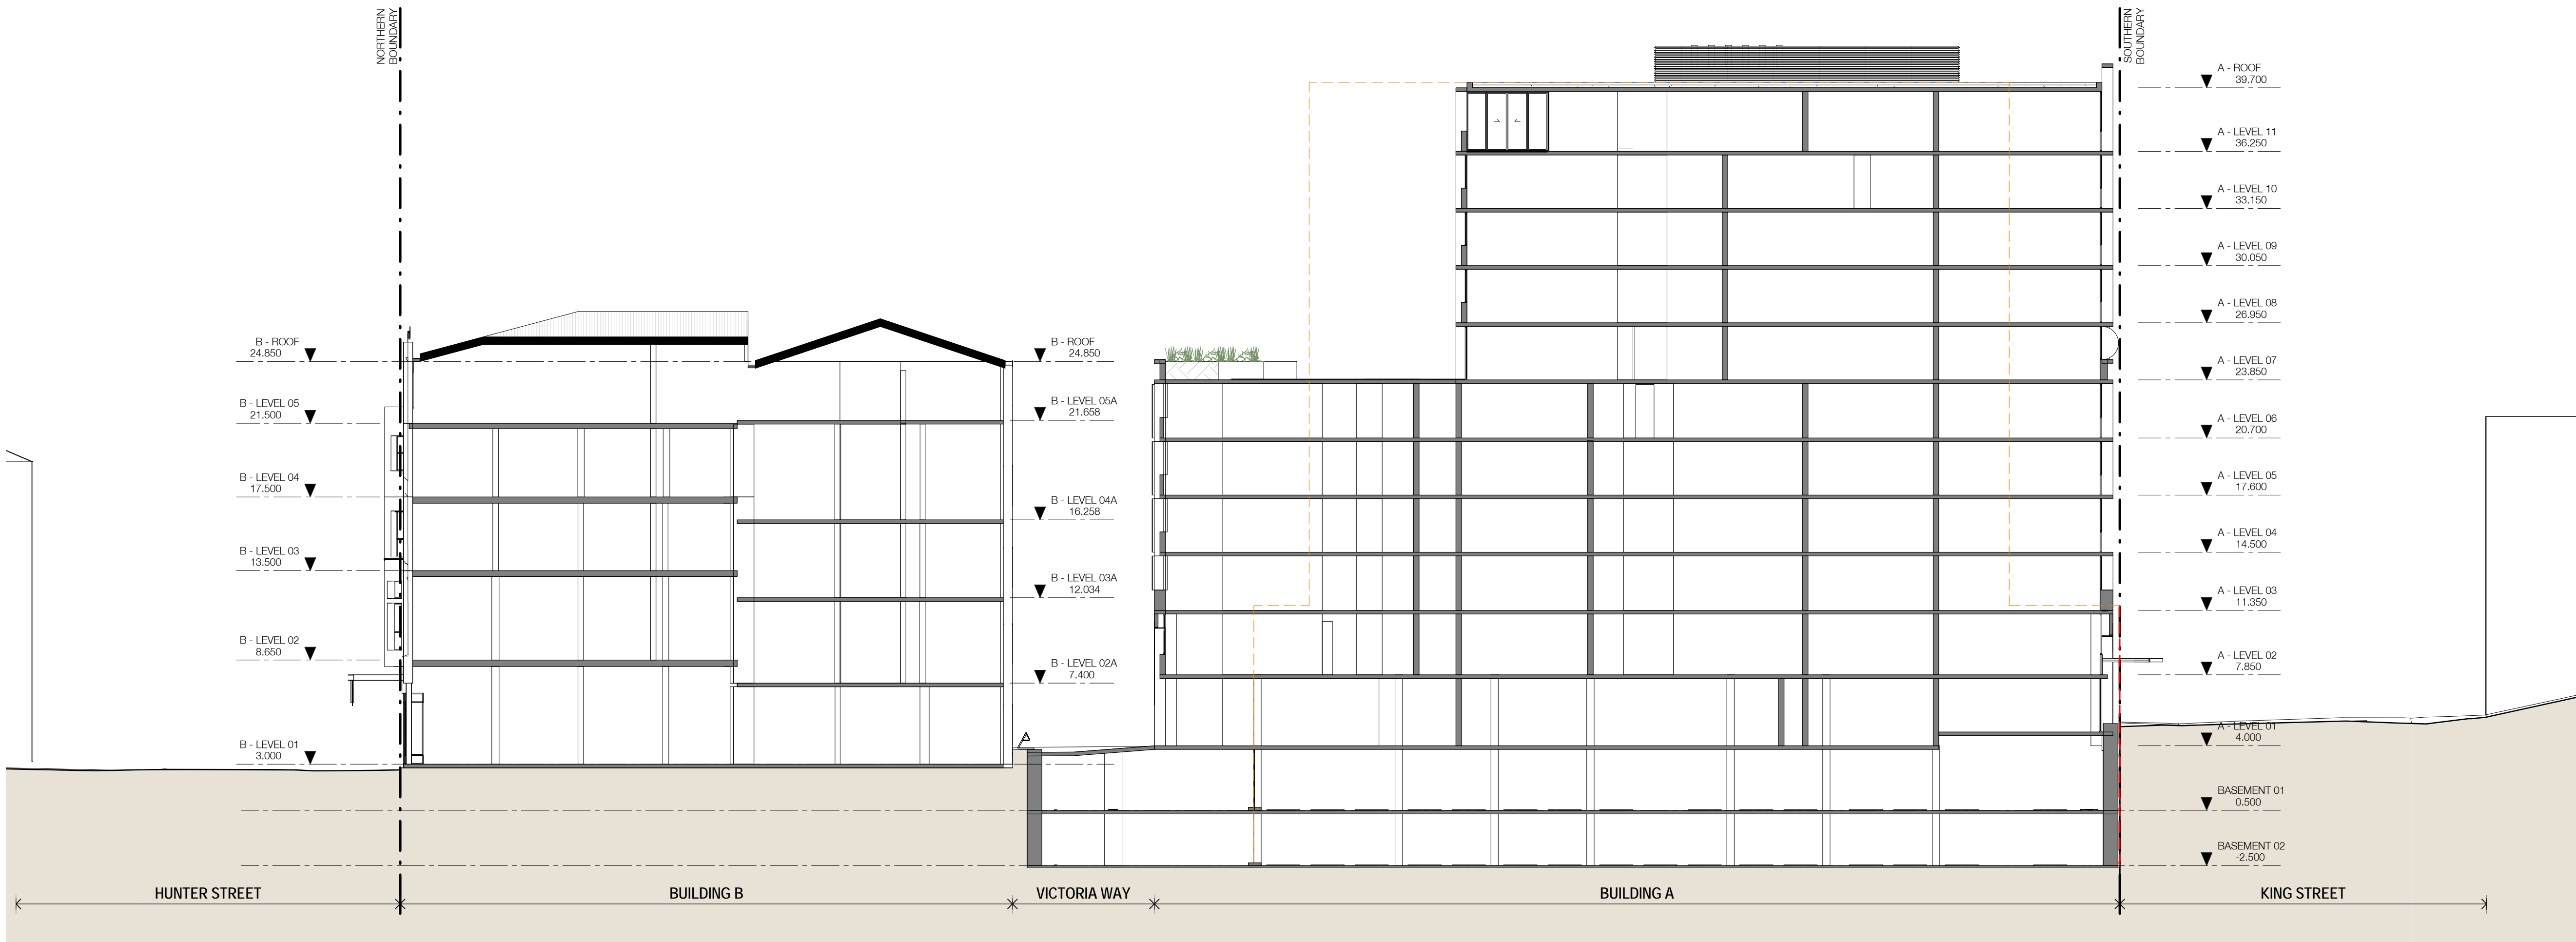 NORTHERN
BOUNDARY
SOUTHERN
BOUNDARY
B - ROOF
24.850
B - LEVEL 05
21.500
B - LEVEL 04
17.500
B - LEVEL 03
13.500
B - LEVEL 02
8.650
B - LEVEL 01
3.000
B - ROOF
24.850
B - LEVEL 05A
21.658
B - LEVEL 04A
16.258
B - LEVEL 03A
12.034
B - LEVEL 02A
7.400
A - ROOF
39.700
A - LEVEL 11
36.250
A - LEVEL 10
33.150
A - LEVEL 09
30.050
A - LEVEL 08
26.950
A - LEVEL 07
23.850
A - LEVEL 06
20.700
A - LEVEL 05
17.600
A - LEVEL 04
14.500
A - LEVEL 03
11.350
A - LEVEL 02
7.850
A - LEVEL 01
4.000
BASEMENT 01
0.500
BASEMENT 02
-2.500
HUNTER STREET
BUILDING B
VICTORIA WAY
BUILDING A
KING STREET